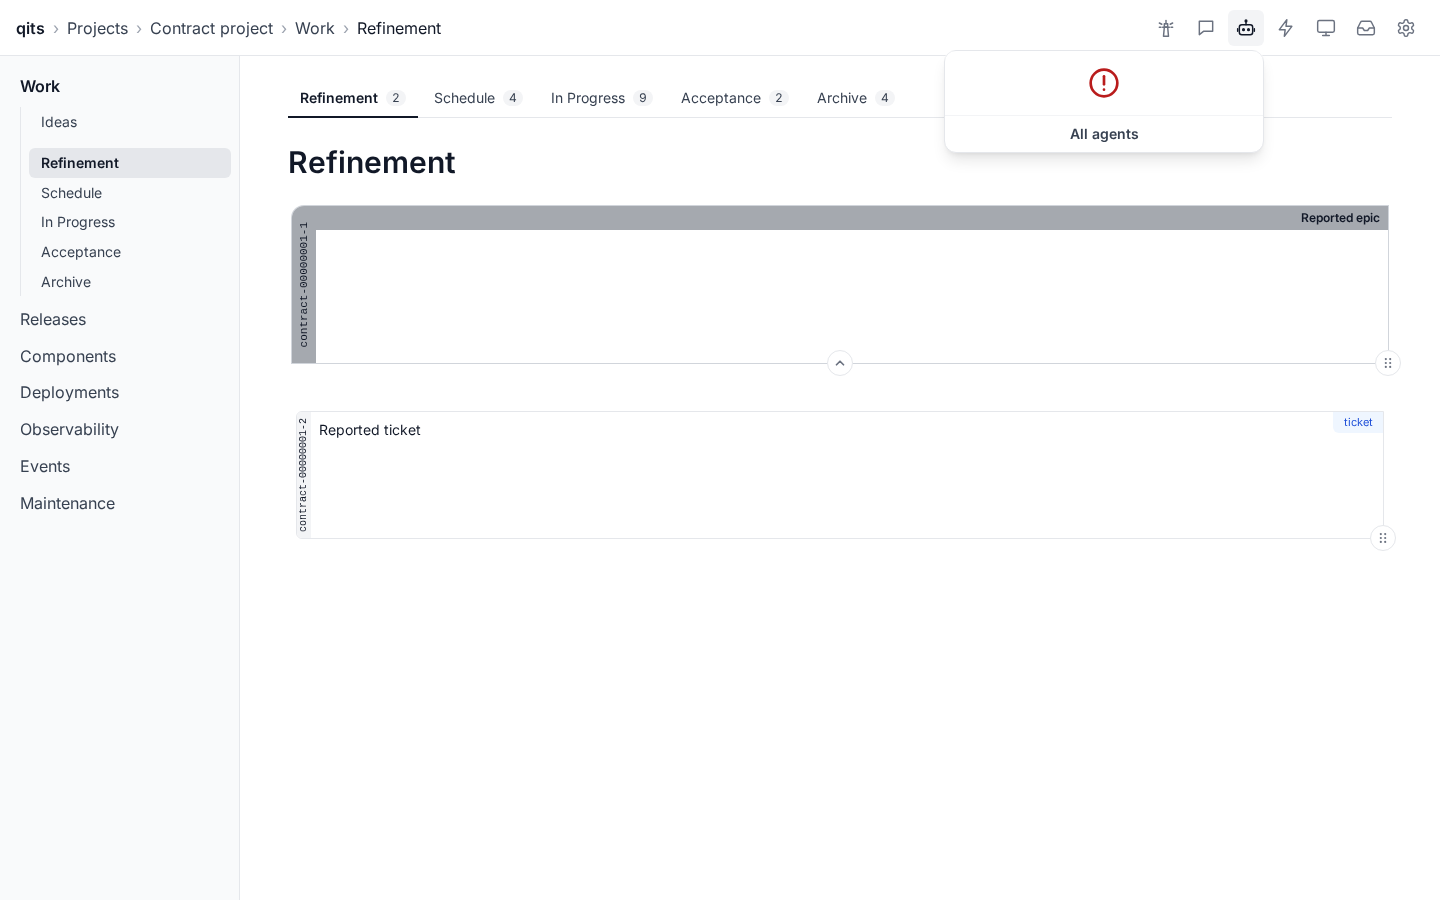 qits › Projects › Contract project › Work › Refinement
All agents
Work
Ideas
Refinement
Schedule
In Progress
Acceptance
Archive
Releases
Components
Deployments
Observability
Events
Maintenance
Refinement 2
Schedule 4
In Progress 9
Acceptance 2
Archive 4
Refinement
Reported epic
contract-00000001-1
contract-00000001-2
Reported ticket
ticket